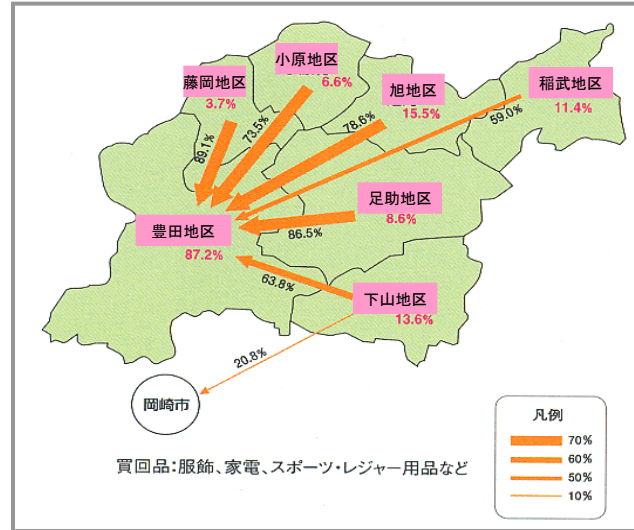 小原地区
6.6%
藤岡地区
3.7%
旭地区
15.5%
稲武地区
11.4%
89.1%
73.5%
78.6%
59.0%
足助地区
8.6%
86.5%
豊田地区
87.2%
63.8%
下山地区
13.6%
20.8%
岡崎市
買回品：服飾、家電、スポーツ・レジャー用品など
凡例
70%
60%
50%
10%